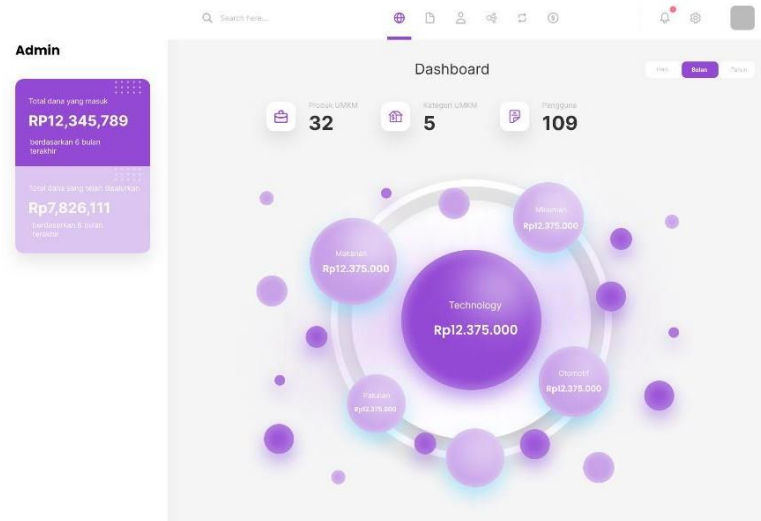 Search here...
Admin
Dashboard
Hari
Bulan
Tahun
Total dana yang masuk
RP12,345,789
berdasarkan 6 bulan
terakhir
Total dana yang telah disalurkan
Rp7,826,111
berdasarkan 6 bulan
terakhir
Produk UMKM
32
Kategori UMKM
5
Pengguna
109
Minuman
Rp12.375.000
Makanan
Rp12.375.000
Technology
Rp12.375.000
Otomotif
Rp12.375.000
Pakaian
Rp12.375.000